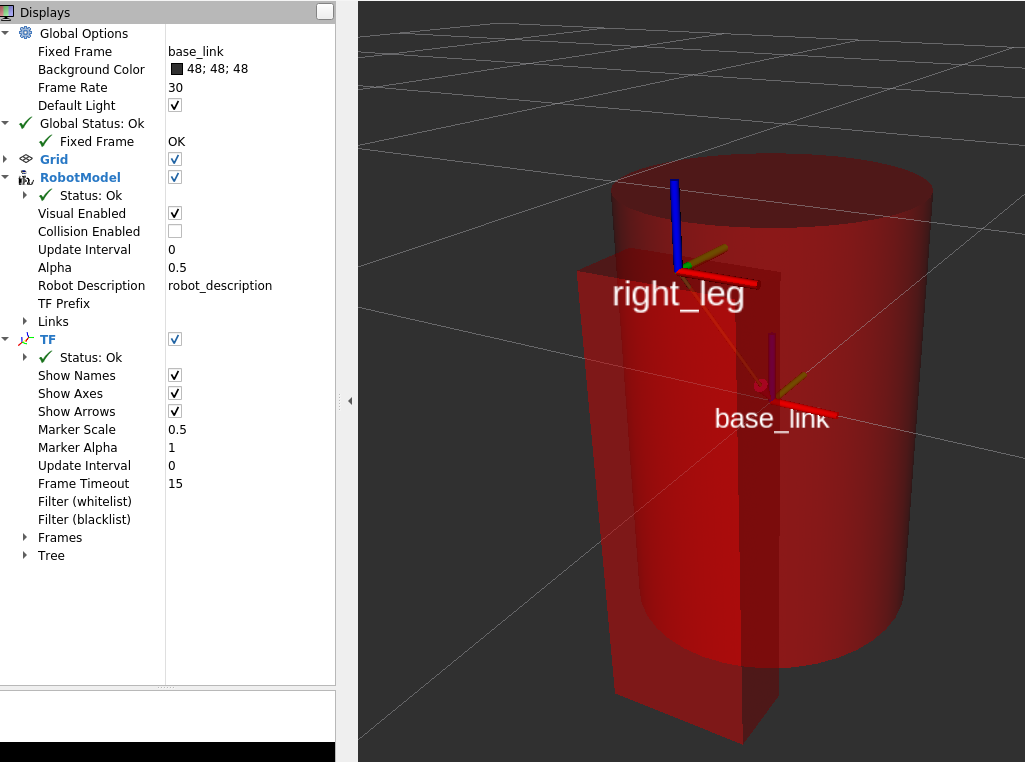 Displays
Global Options
Fixed Frame base_link
Background Color 48; 48; 48
Frame Rate 30
Default Light
Global Status: Ok
Fixed Frame OK
Grid
RobotModel
Status: Ok
Visual Enabled
Collision Enabled
Update Interval 0
Alpha 0.5
Robot Description robot_description
TF Prefix
Links
TF
Status: Ok
Show Names
Show Axes
Show Arrows
Marker Scale 0.5
Marker Alpha 1
Update Interval 0
Frame Timeout 15
Filter (whitelist)
Filter (blacklist)
Frames
Tree
right_leg
base_link